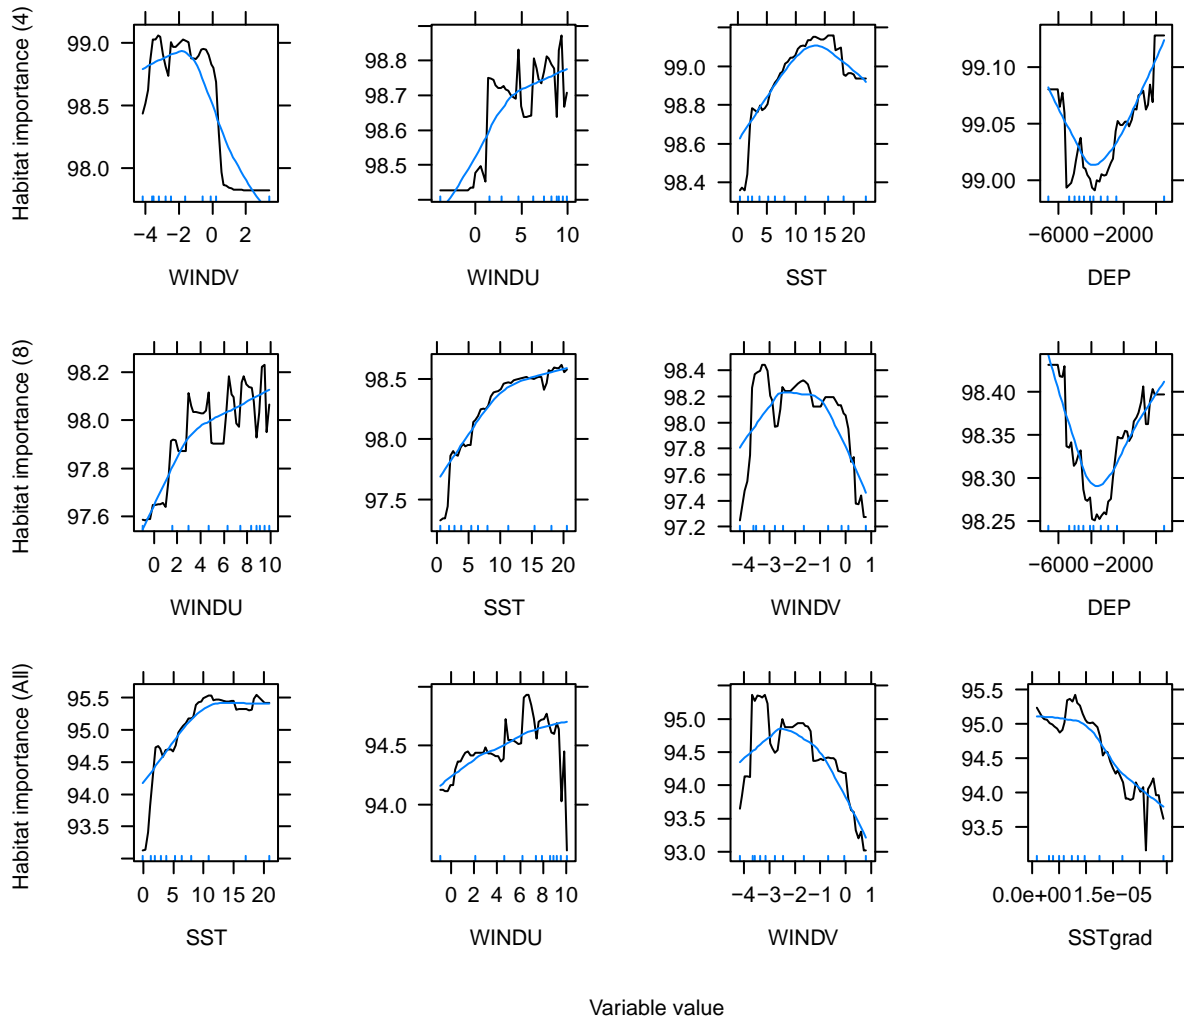 Habitat importance (4)
99.0
98.5
98.0
−4 −2 0 2
WINDV
98.8
98.7
98.6
98.5
0 5 10
WINDU
99.0
98.8
98.6
98.4
0 5 10 15 20
SST
99.10
99.05
99.00
−6000 −2000
DEP
Habitat importance (8)
98.2
98.0
97.8
97.6
0 2 4 6 8 10
WINDU
98.5
98.0
97.5
0 5 10 15 20
SST
98.4
98.2
98.0
97.8
97.6
97.4
97.2
−4 −3 −2 −1 0 1
WINDV
98.40
98.35
98.30
98.25
−6000 −2000
DEP
Habitat importance (All)
95.5
95.0
94.5
94.0
93.5
0 5 10 15 20
SST
94.5
94.0
0 2 4 6 8 10
WINDU
95.0
94.5
94.0
93.5
93.0
−4 −3 −2 −1 0 1
WINDV
95.5
95.0
94.5
94.0
93.5
0.0e+00 1.5e−05
SSTgrad
Variable value